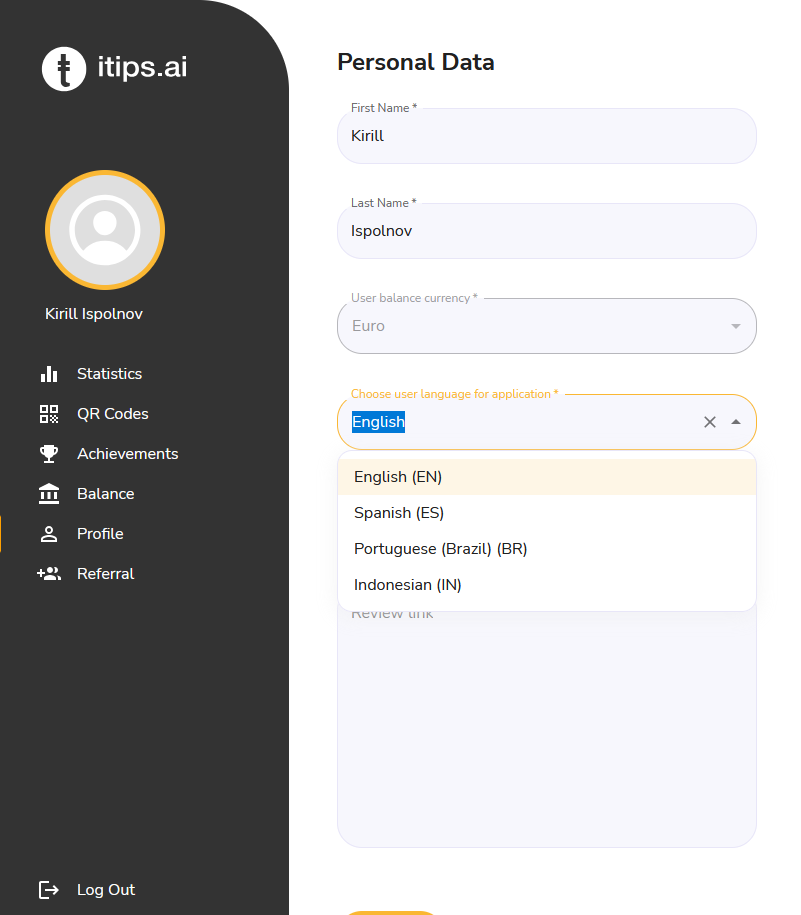 itips.ai
Kirill Ispolnov
Statistics
QR Codes
Achievements
Balance
Profile
Referral
Log Out
Personal Data
First Name *
Kirill
Last Name *
Ispolnov
User balance currency *
Euro
Choose user language for application *
English
English (EN)
Spanish (ES)
Portuguese (Brazil) (BR)
Indonesian (IN)
Review link